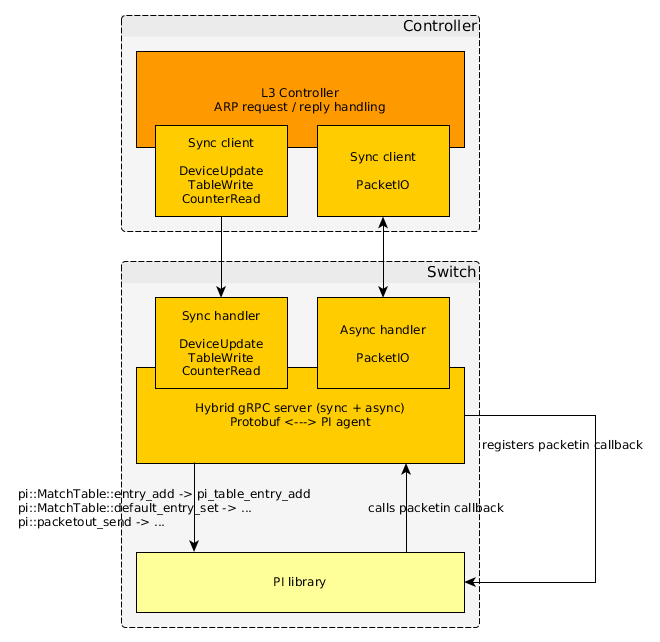 Controller
L3 Controller
ARP request / reply handling
Sync client
DeviceUpdate
TableWrite
CounterRead
Sync client
PacketIO
Switch
Sync handler
DeviceUpdate
TableWrite
CounterRead
Async handler
PacketIO
Hybrid gRPC server (sync + async)
Protobuf <---> PI agent
registers packetin callback
pi::MatchTable::entry_add -> pi_table_entry_add
pi::MatchTable::default_entry_set -> ...
pi::packetout_send -> ...
calls packetin callback
PI library